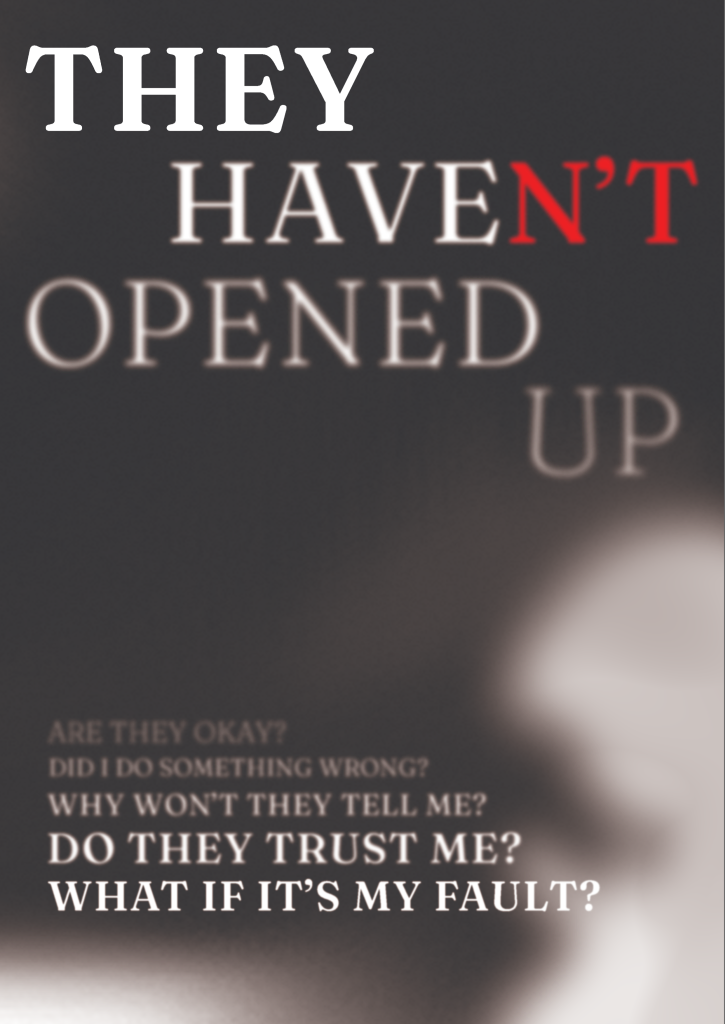 THEY
HAVEN'T
OPENED
UP
ARE THEY OKAY?
DID I DO SOMETHING WRONG?
WHY WON'T THEY TELL ME?
DO THEY TRUST ME?
WHAT IF IT'S MY FAULT?